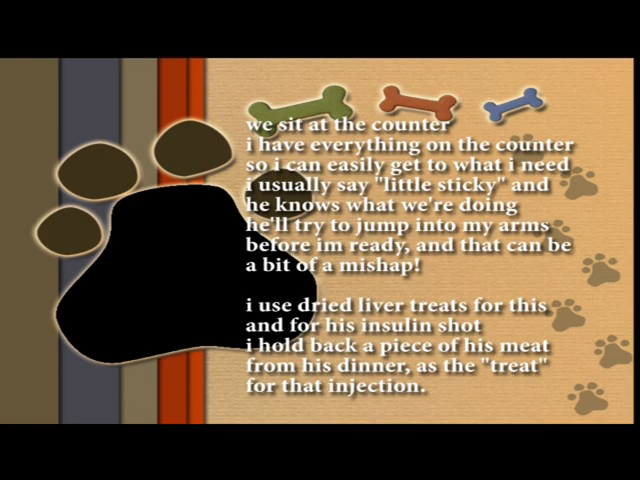 we sit at the counter
i have everything on the counter
so i can easily get to what i need
i usually say "little sticky" and
he knows what we're doing
he'll try to jump into my arms
before im ready, and that can be
a bit of a mishap!
i use dried liver treats for this
and for his insulin shot
i hold back a piece of his meat
from his dinner, as the "treat"
for that injection.